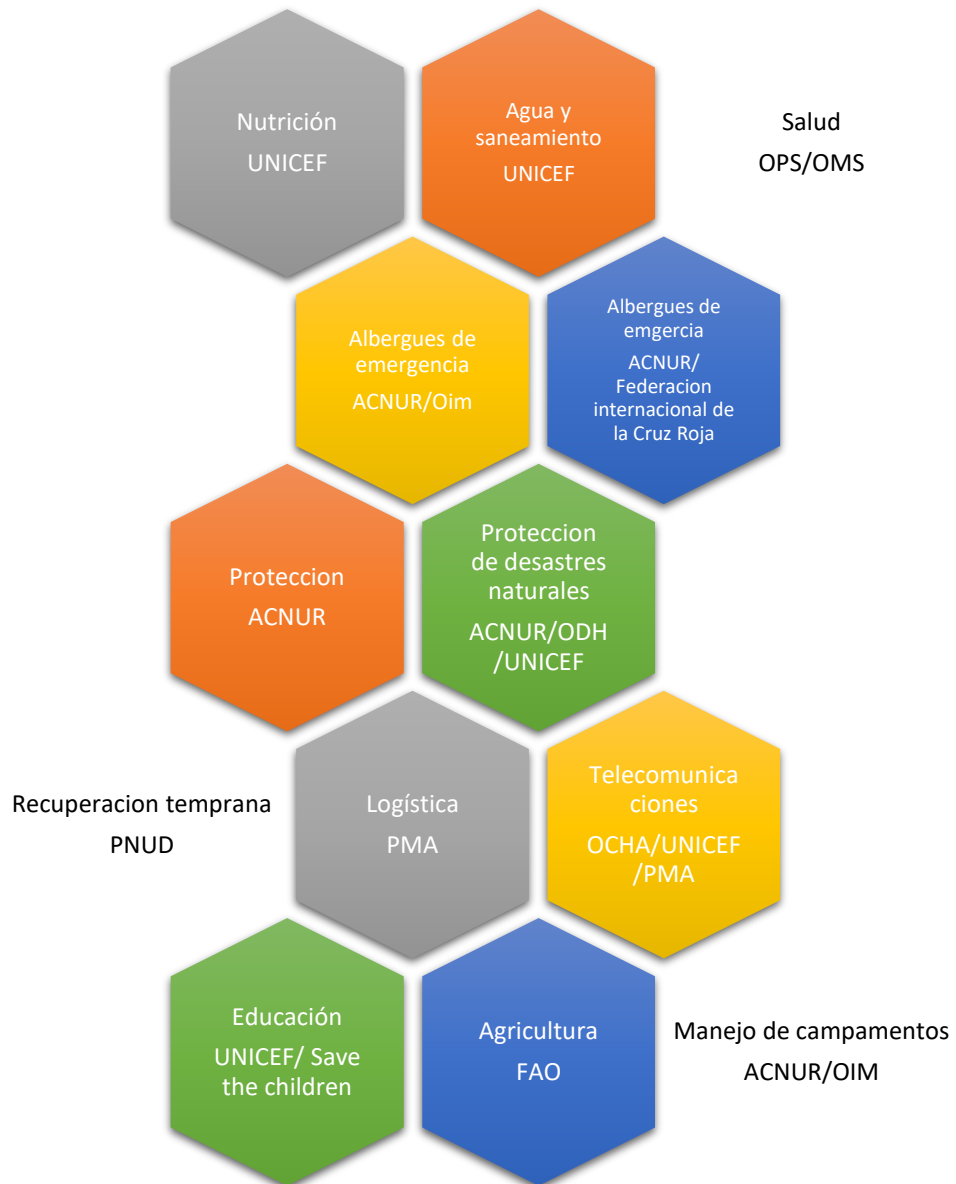 Nutrición
UNICEF
Agua y
saneamiento
UNICEF
Salud
OPS/OMS
Albergues de
emergencia
ACNUR/Oim
Albergues de
emgercia
ACNUR/
Federacion
internacional de
la Cruz Roja
Proteccion
ACNUR
Proteccion
de desastres
naturales
ACNUR/ODH
/UNICEF
Recuperacion temprana
PNUD
Logística
PMA
Telecomunica
ciones
OCHA/UNICEF
/PMA
Educación
UNICEF/ Save
the children
Agricultura
FAO
Manejo de campamentos
ACNUR/OIM